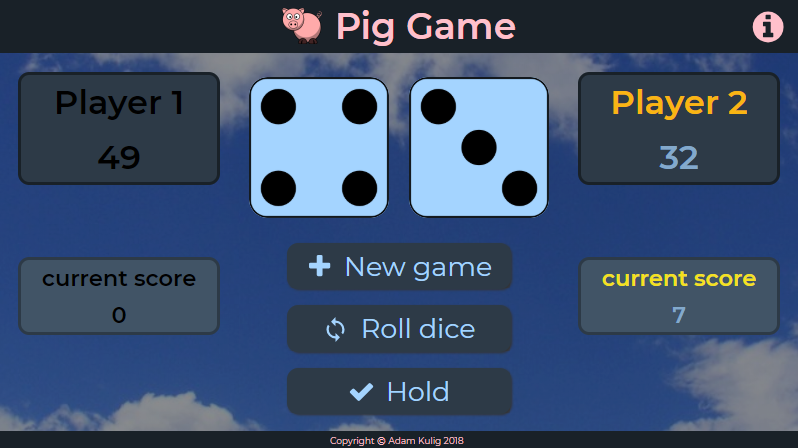 Pig Game
Player 1
49
Player 2
32
current score
0
New game
Roll dice
Hold
current score
7
Copyright © Adam Kulig 2018